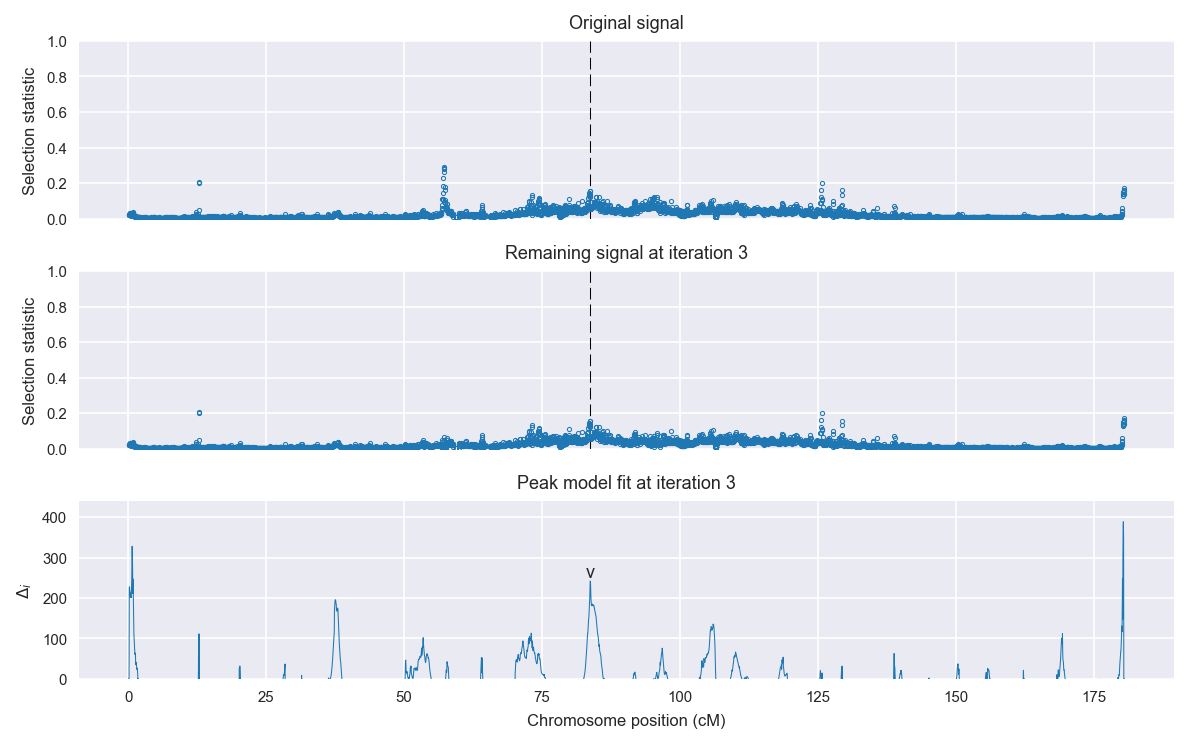 Original signal
1.0
0.8
0.6
0.4
0.2
0.0
Selection statistic
Remaining signal at iteration 3
1.0
0.8
0.6
0.4
0.2
0.0
Selection statistic
Peak model fit at iteration 3
400
300
200
100
0
Δi
v
0 25 50 75 100 125 150 175
Chromosome position (cM)